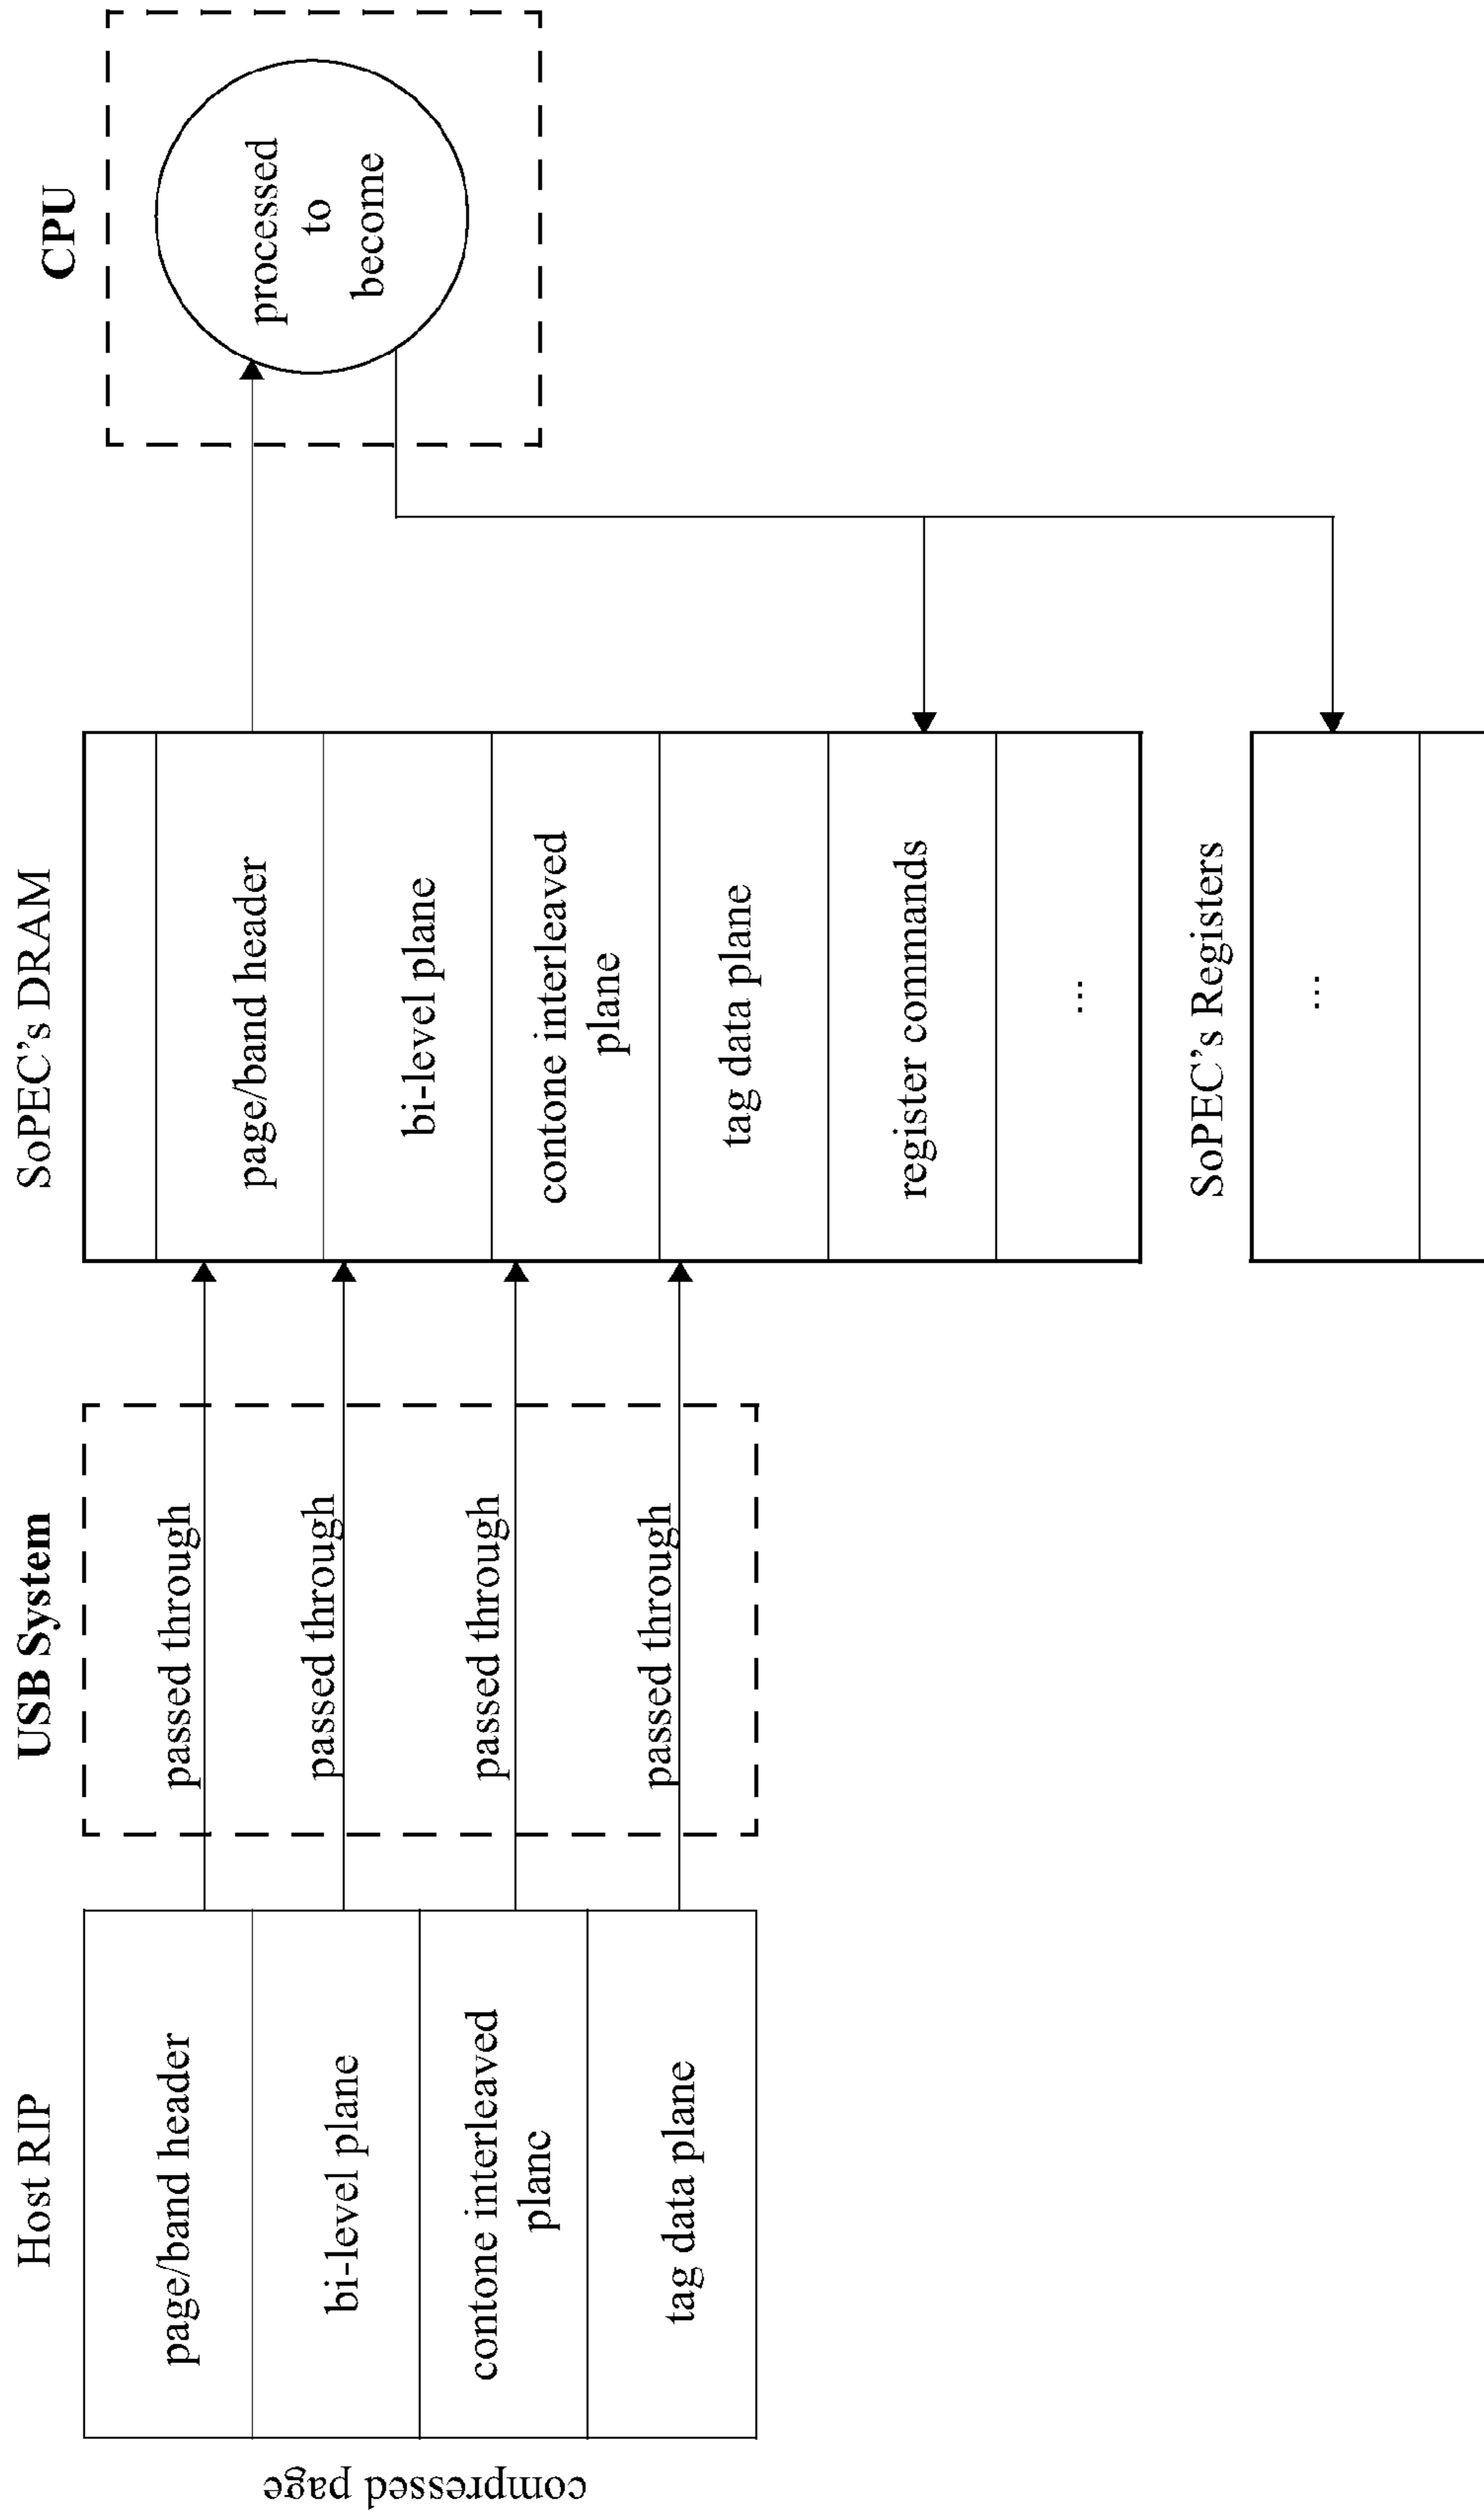 Host RIP
USB System
SoPEC's DRAM
CPU
compressed page
page/band header
bi-level plane
contone interleaved
plane
tag data plane
passed through
passed through
passed through
passed through
page/band header
bi-level plane
contone interleaved
plane
tag data plane
register commands
...
processed
to
become
SoPEC's Registers
...